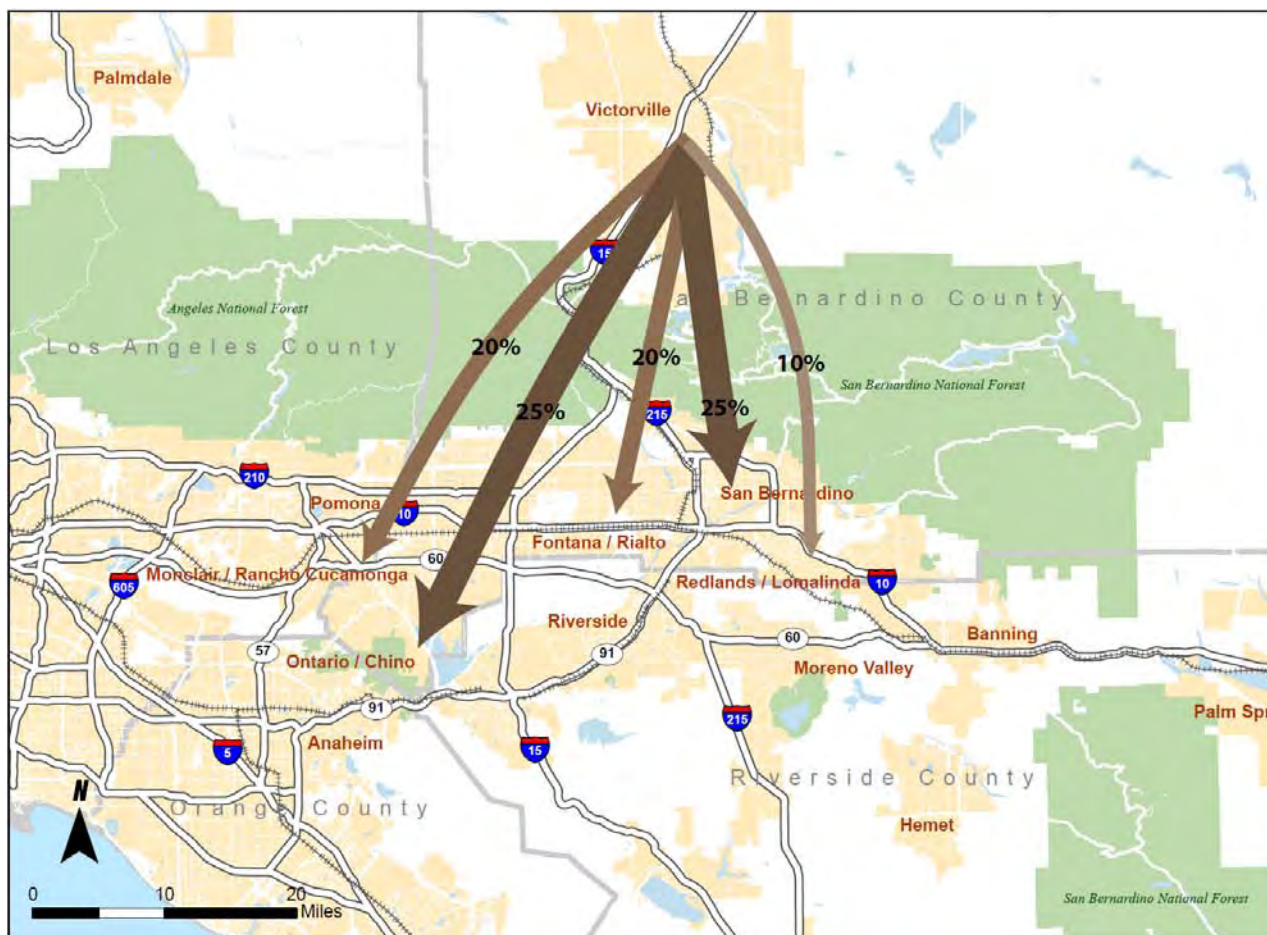 Palmdale
Victorville
15
Angeles National Forest
a Bernardino County
Los Angeles County
20%
20%
10%
San Bernardino National Forest
25%
215
25%
210
Pomona
10
San Bernardino
Fontana / Rialto
60
Monclair / Rancho Cucamonga
605
Redlands / Lomalinda
10
Riverside
91
60
Banning
57
Ontario / Chino
Moreno Valley
91
215
Palm Spr
Anaheim
5
15
Riverside County
N
Orange County
Hemet
0 10 20
Miles
San Bernardino National Forest